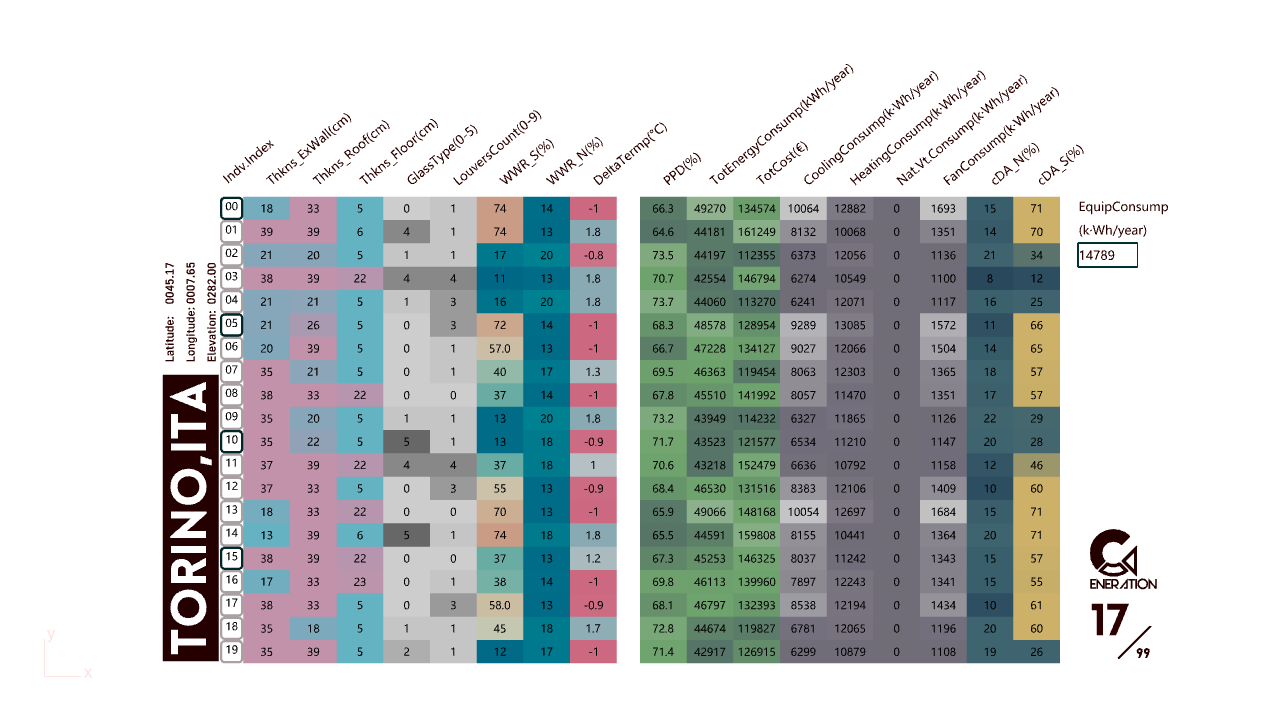 Indv.Index Thkns_ExWall(cm) Thkns_Roof(cm) Thkns_Floor(cm) GlassType(0-5) LouversCount(0-9) WWR_S(%) WWR_N(%) DeltaTermp(°C) PPD(%) TotEnergyConsump(kWh/year) TotCost(€) CoolingConsump(k·Wh/year) HeatingConsump(k·Wh/year) Nat.Vt.Consump(k·Wh/year) FanConsump(k·Wh/year) cDA_N(%) cDA_S(%)
00 18 33 5 0 1 74 14 -1 66.3 49270 134574 10064 12882 0 1693 15 71
01 39 39 6 4 1 74 13 1.8 64.6 44181 161249 8132 10068 0 1351 14 70
02 21 20 5 1 1 17 20 -0.8 73.5 44197 112355 6373 12056 0 1136 21 34
03 38 39 22 4 4 11 13 1.8 70.7 42554 146794 6274 10549 0 1100 8 12
04 21 21 5 1 3 16 20 1.8 73.7 44060 113270 6241 12071 0 1117 16 25
05 21 26 5 0 3 72 14 -1 68.3 48578 128954 9289 13085 0 1572 11 66
06 20 39 5 0 1 57.0 13 -1 66.7 47228 134127 9027 12066 0 1504 14 65
07 35 21 5 0 1 40 17 1.3 69.5 46363 119454 8063 12303 0 1365 18 57
08 38 33 22 0 0 37 14 -1 67.8 45510 141992 8057 11470 0 1351 17 57
09 35 20 5 1 1 13 20 1.8 73.2 43949 114232 6327 11865 0 1126 22 29
10 35 22 5 5 1 13 18 -0.9 71.7 43523 121577 6534 11210 0 1147 20 28
11 37 39 22 4 4 37 18 1 70.6 43218 152479 6636 10792 0 1158 12 46
12 37 33 5 0 3 55 13 -0.9 68.4 46530 131516 8383 12106 0 1409 10 60
13 18 33 22 0 0 70 13 -1 65.9 49066 148168 10054 12697 0 1684 15 71
14 13 39 6 5 1 74 18 1.8 65.5 44591 159808 8155 10441 0 1364 20 71
15 38 39 22 0 0 37 13 1.2 67.3 45253 146325 8037 11242 0 1343 15 57
16 17 33 23 0 1 38 14 -1 69.8 46113 139960 7897 12243 0 1341 15 55
17 38 33 5 0 3 58.0 13 -0.9 68.1 46797 132393 8538 12194 0 1434 10 61
18 35 18 5 1 1 45 18 1.7 72.8 44674 119827 6781 12065 0 1196 20 60
19 35 39 5 2 1 12 17 -1 71.4 42917 126915 6299 10879 0 1108 19 26
EquipConsump
(k·Wh/year)
14789
Latitude: 0045.17
Longitude: 0007.65
Elevation: 0282.00
TORINO,ITA
G
ENERATION
17/99
y
x